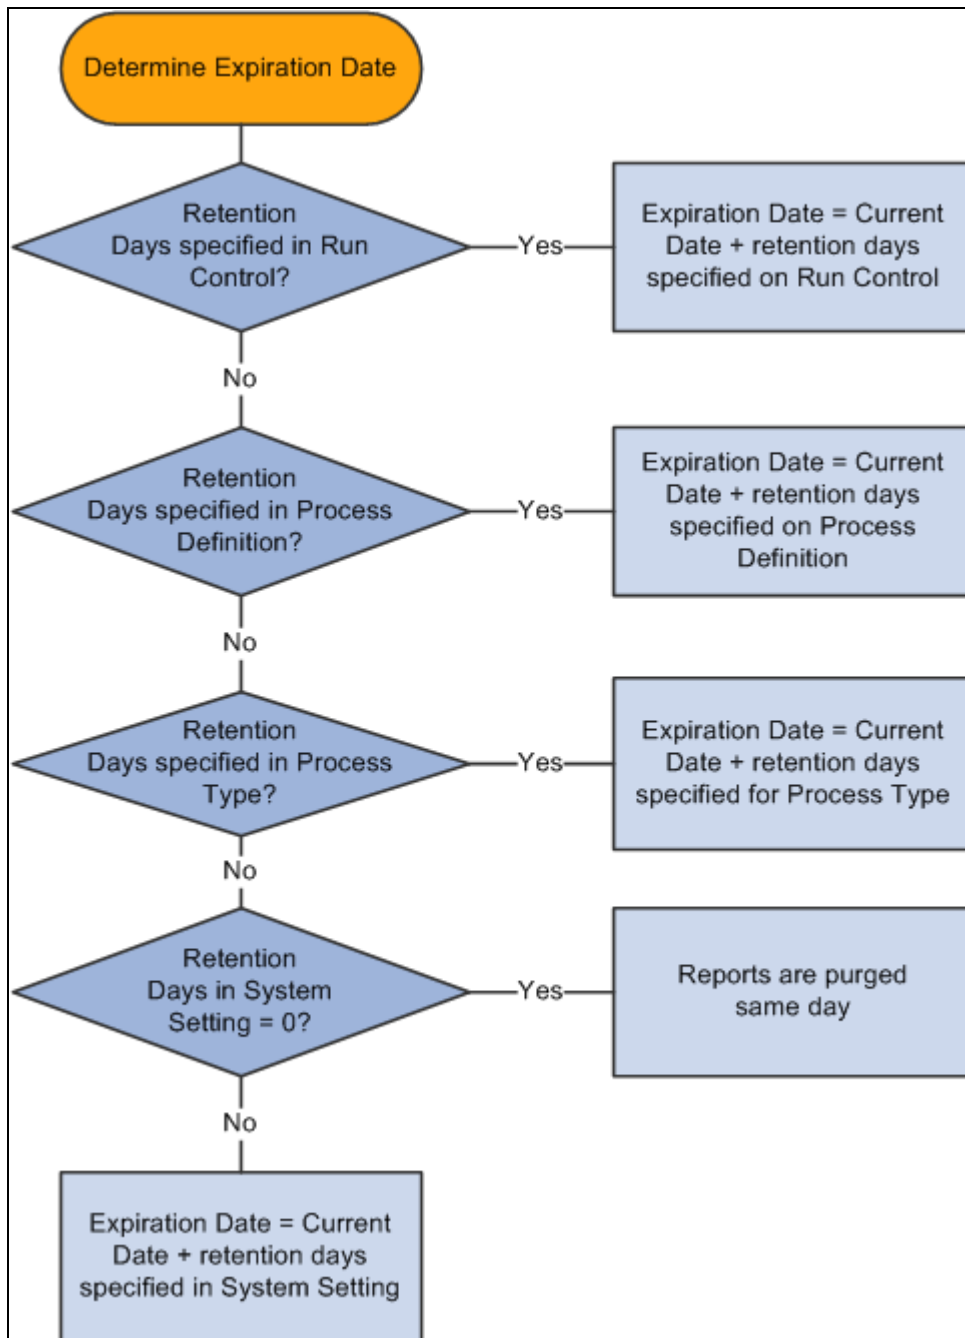 Determine Expiration Date
Retention
Days specified in Run
Control?
Yes
Expiration Date = Current
Date + retention days
specified on Run Control
No
Retention
Days specified in Process
Definition?
Yes
Expiration Date = Current
Date + retention days
specified on Process
Definition
No
Retention
Days specified in Process
Type?
Yes
Expiration Date = Current
Date + retention days
specified for Process Type
No
Retention
Days in System
Setting = 0?
Yes
Reports are purged
same day
No
Expiration Date = Current
Date + retention days
specified in System Setting